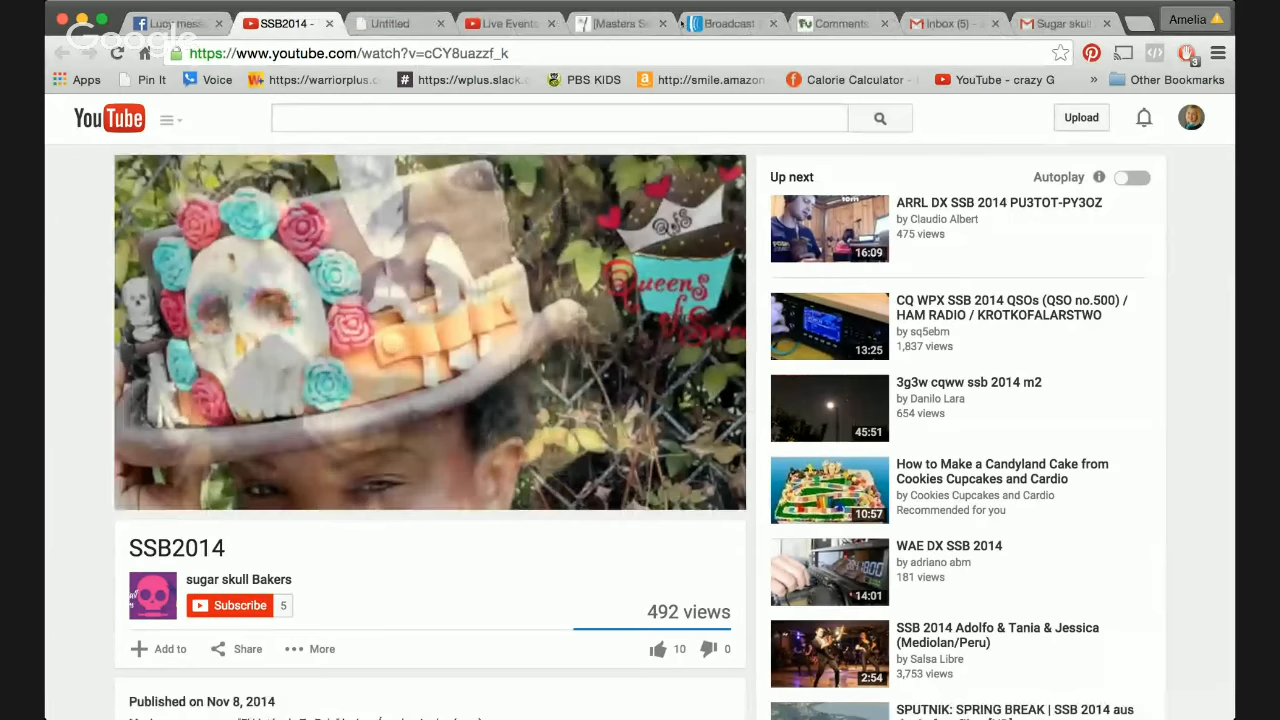 Lucy mess
SSB2014 -
Untitled
Live Events
[Masters S
Broadcast
Comments
Inbox (5) -
Sugar skul
Amelia
Google
https://www.youtube.com/watch?v=cCY8uazzf_k
3
Apps
Pin It
Voice
https://warriorplus.c
https://wplus.slack.
PBS KIDS
http://smile.amazon
Calorie Calculator -
YouTube - crazy G
»
Other Bookmarks
YouTube
Upload
Queens
Up next
Autoplay
ARRL DX SSB 2014 PU3TOT-PY3OZ
by Claudio Albert
475 views
16:09
CQ WPX SSB 2014 QSOs (QSO no.500) /
HAM RADIO / KROTKOFALARSTWO
by sq5ebm
1,837 views
13:25
3g3w cqww ssb 2014 m2
by Danilo Lara
654 views
45:51
How to Make a Candyland Cake from
Cookies Cupcakes and Cardio
by Cookies Cupcakes and Cardio
Recommended for you
10:57
WAE DX SSB 2014
by adriano abm
181 views
14:01
SSB 2014 Adolfo & Tania & Jessica
(Mediolan/Peru)
by Salsa Libre
3,753 views
2:54
SPUTNIK: SPRING BREAK | SSB 2014 aus
SSB2014
sugar skull Bakers
Subscribe 5
492 views
Add to
Share
More
10
0
Published on Nov 8, 2014